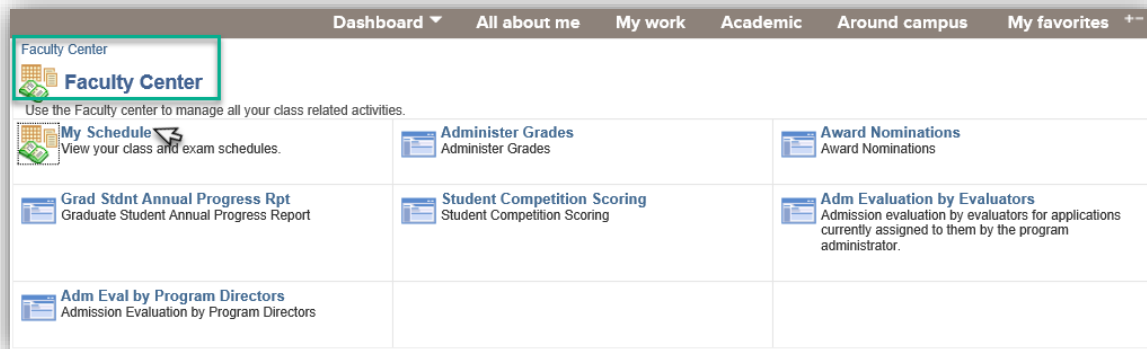 Dashboard All about me My work Academic Around campus My favorites +-
Faculty Center
Faculty Center
Use the Faculty center to manage all your class related activities.
My Schedule
View your class and exam schedules.
Administer Grades
Administer Grades
Award Nominations
Award Nominations
Grad Stdnt Annual Progress Rpt
Graduate Student Annual Progress Report
Student Competition Scoring
Student Competition Scoring
Adm Evaluation by Evaluators
Admission evaluation by evaluators for applications
currently assigned to them by the program
administrator.
Adm Eval by Program Directors
Admission Evaluation by Program Directors